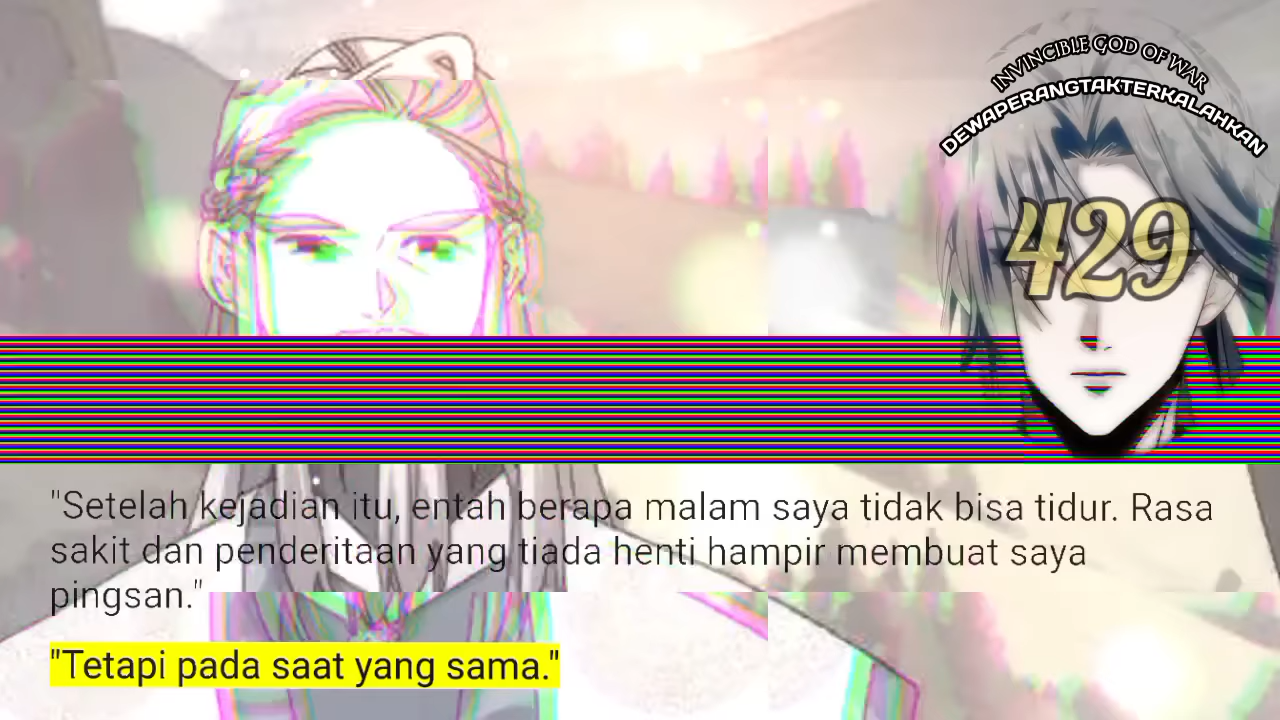 INVINCIBLE GOD OF WAR
DEWAPERANGTAKTERKALAHKAN
429
"Setelah kejadian itu, entah berapa malam saya tidak bisa tidur. Rasa
sakit dan penderitaan yang tiada henti hampir membuat saya
pingsan."
"Tetapi pada saat yang sama."